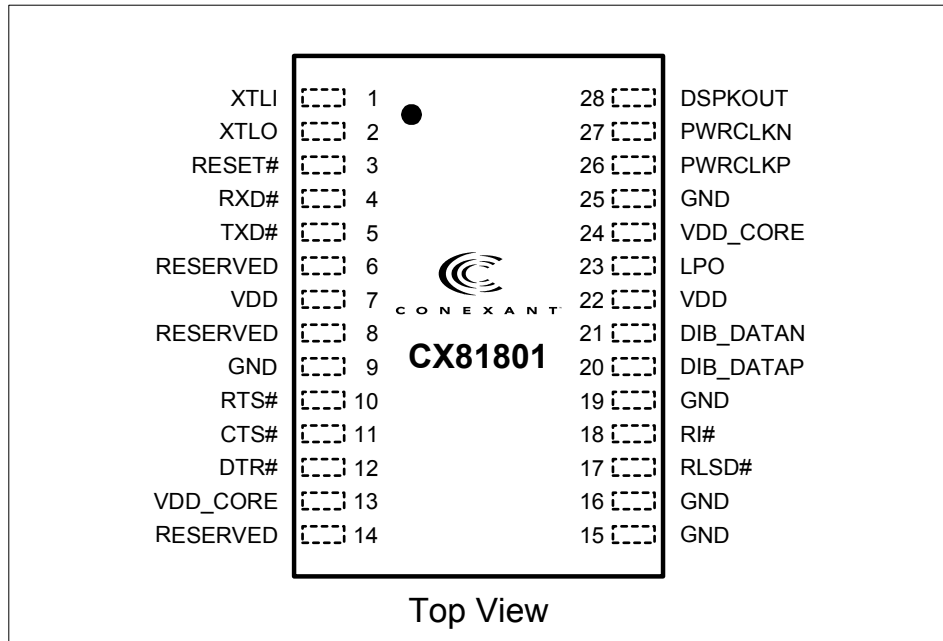 XTLI 1 28 DSPKOUT
XTLO 2 27 PWRCLKN
RESET# 3 26 PWRCLKP
RXD# 4 25 GND
TXD# 5 24 VDD_CORE
RESERVED 6 23 LPO
VDD 7 22 VDD
CONEXANT
RESERVED 8 21 DIB_DATAN
CX81801
GND 9 20 DIB_DATAP
RTS# 10 19 GND
CTS# 11 18 RI#
DTR# 12 17 RLSD#
VDD_CORE 13 16 GND
RESERVED 14 15 GND
Top View